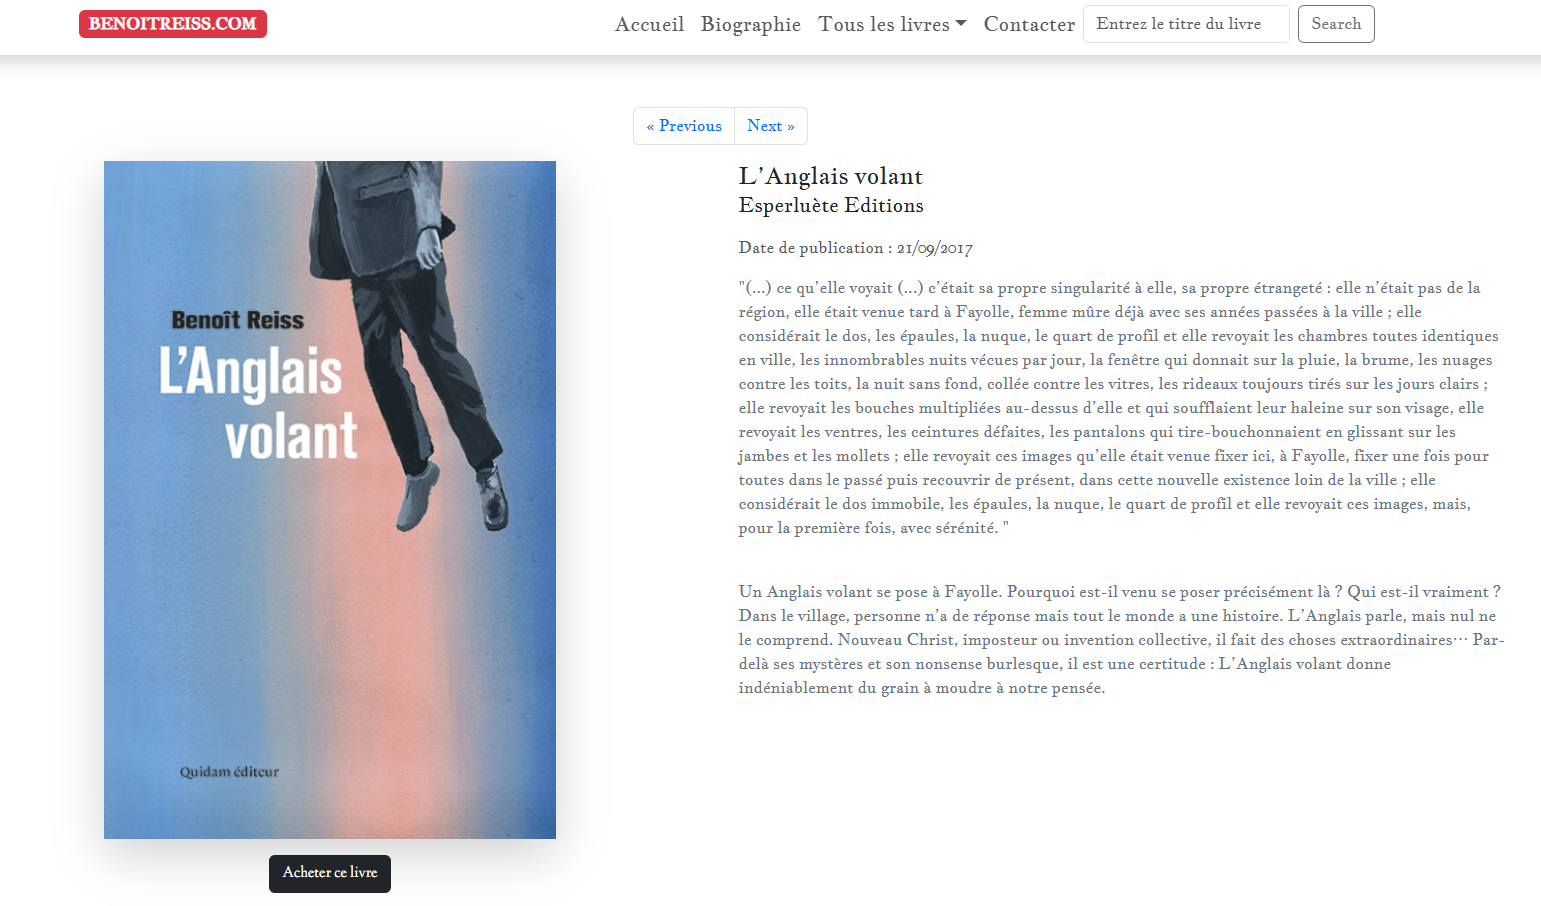 BENOITREISS.COM
Accueil Biographie Tous les livres Contacter Entrez le titre du livre Search
« Previous Next »
Benoît Reiss
L'Anglais
volant
Quidam éditeur
Acheter ce livre
L'Anglais volant
Esperluète Editions
Date de publication : 21/09/2017
"(...) ce qu'elle voyait (...) c'était sa propre singularité à elle, sa propre étrangeté : elle n'était pas de la
région, elle était venue tard à Fayolle, femme mûre déjà avec ses années passées à la ville ; elle
considérait le dos, les épaules, la nuque, le quart de profil et elle revoyait les chambres toutes identiques
en ville, les innombrables nuits vécues par jour, la fenêtre qui donnait sur la pluie, la brume, les nuages
contre les toits, la nuit sans fond, collée contre les vitres, les rideaux toujours tirés sur les jours clairs ;
elle revoyait les bouches multipliées au-dessus d'elle et qui soufflaient leur haleine sur son visage, elle
revoyait les ventres, les ceintures défaites, les pantalons qui tire-bouchonnaient en glissant sur les
jambes et les mollets ; elle revoyait ces images qu'elle était venue fixer ici, à Fayolle, fixer une fois pour
toutes dans le passé puis recouvrir de présent, dans cette nouvelle existence loin de la ville ; elle
considérait le dos immobile, les épaules, la nuque, le quart de profil et elle revoyait ces images, mais,
pour la première fois, avec sérénité. "
Un Anglais volant se pose à Fayolle. Pourquoi est-il venu se poser précisément là ? Qui est-il vraiment ?
Dans le village, personne n'a de réponse mais tout le monde a une histoire. L'Anglais parle, mais nul ne
le comprend. Nouveau Christ, imposteur ou invention collective, il fait des choses extraordinaires… Par-
delà ses mystères et son nonsense burlesque, il est une certitude : L'Anglais volant donne
indéniablement du grain à moudre à notre pensée.